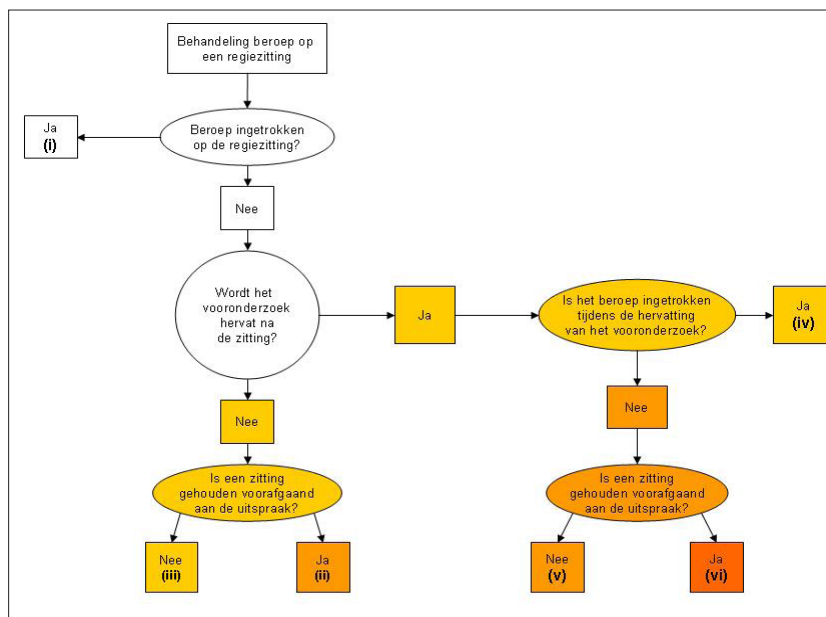 Behandeling beroep op
een regiezitting
Beroep ingetrokken
op de regiezitting?
Ja
(i)
Nee
Wordt het
vooronderzoek
hervat na
de zitting?
Ja
Is het beroep ingetrokken
tijdens de hervatting
van het vooronderzoek?
Ja
(iv)
Nee
Nee
Is een zitting
gehouden voorafgaand
aan de uitspraak?
Is een zitting
gehouden voorafgaand
aan de uitspraak?
Nee
(iii)
Ja
(ii)
Nee
(v)
Ja
(vi)